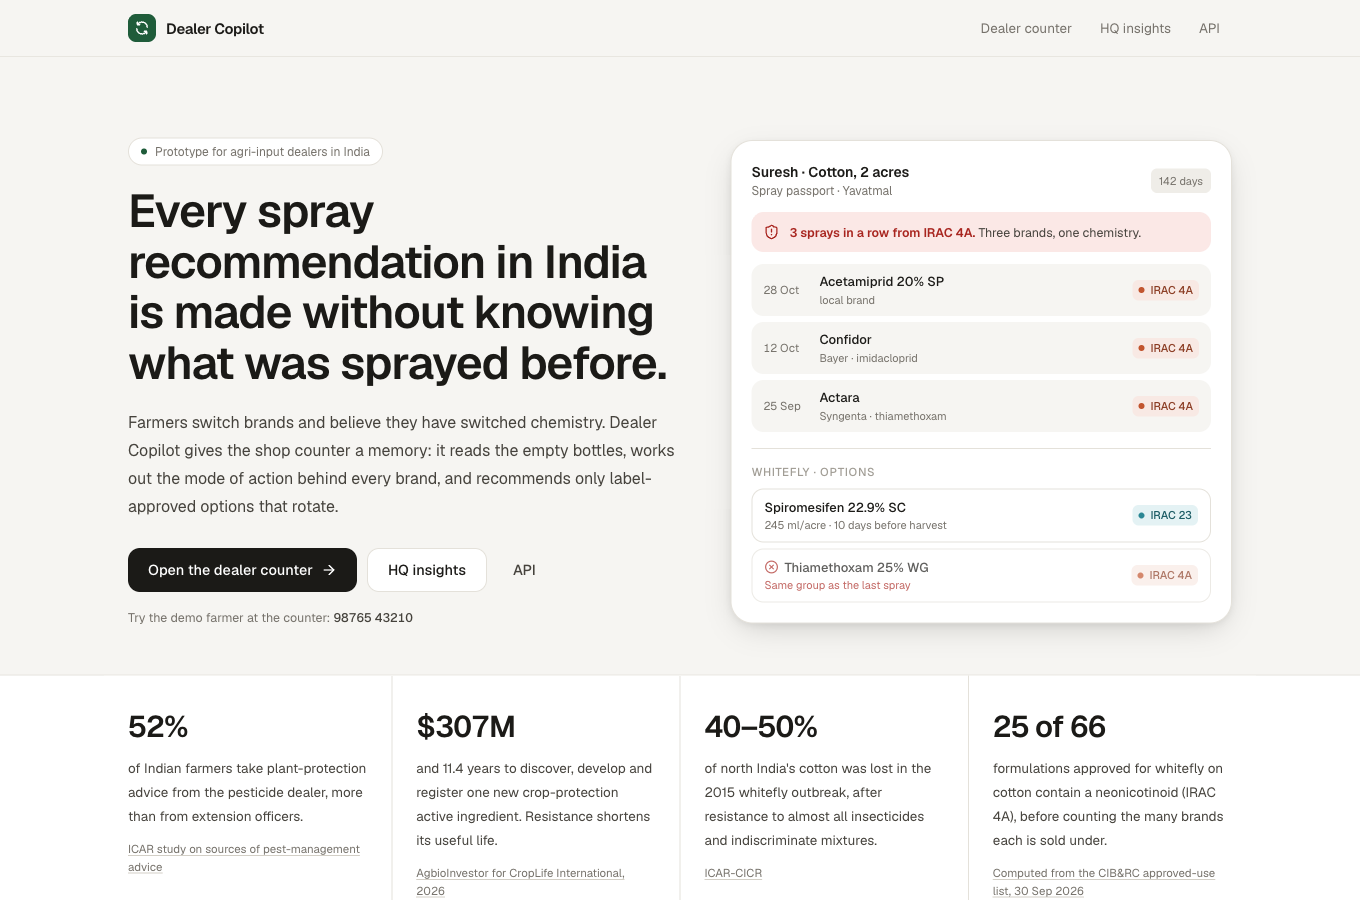 Dealer Copilot
Dealer counter
HQ insights
API
Prototype for agri-input dealers in India
Every spray
recommendation in India
is made without knowing
what was sprayed before.
Farmers switch brands and believe they have switched chemistry. Dealer
Copilot gives the shop counter a memory: it reads the empty bottles, works
out the mode of action behind every brand, and recommends only label-
approved options that rotate.
Open the dealer counter →
HQ insights
API
Try the demo farmer at the counter: 98765 43210
Suresh · Cotton, 2 acres
Spray passport · Yavatmal
142 days
3 sprays in a row from IRAC 4A. Three brands, one chemistry.
28 Oct
Acetamiprid 20% SP
local brand
IRAC 4A
12 Oct
Confidor
Bayer · imidacloprid
IRAC 4A
25 Sep
Actara
Syngenta · thiamethoxam
IRAC 4A
WHITEFLY · OPTIONS
Spiromesifen 22.9% SC
245 ml/acre · 10 days before harvest
IRAC 23
Thiamethoxam 25% WG
Same group as the last spray
IRAC 4A
52%
of Indian farmers take plant-protection
advice from the pesticide dealer, more
than from extension officers.
ICAR study on sources of pest-management
advice
$307M
and 11.4 years to discover, develop and
register one new crop-protection
active ingredient. Resistance shortens
its useful life.
AgbioInvestor for CropLife International,
2026
40–50%
of north India's cotton was lost in the
2015 whitefly outbreak, after
resistance to almost all insecticides
and indiscriminate mixtures.
ICAR-CICR
25 of 66
formulations approved for whitefly on
cotton contain a neonicotinoid (IRAC
4A), before counting the many brands
each is sold under.
Computed from the CIB&RC approved-use
list, 30 Sep 2026